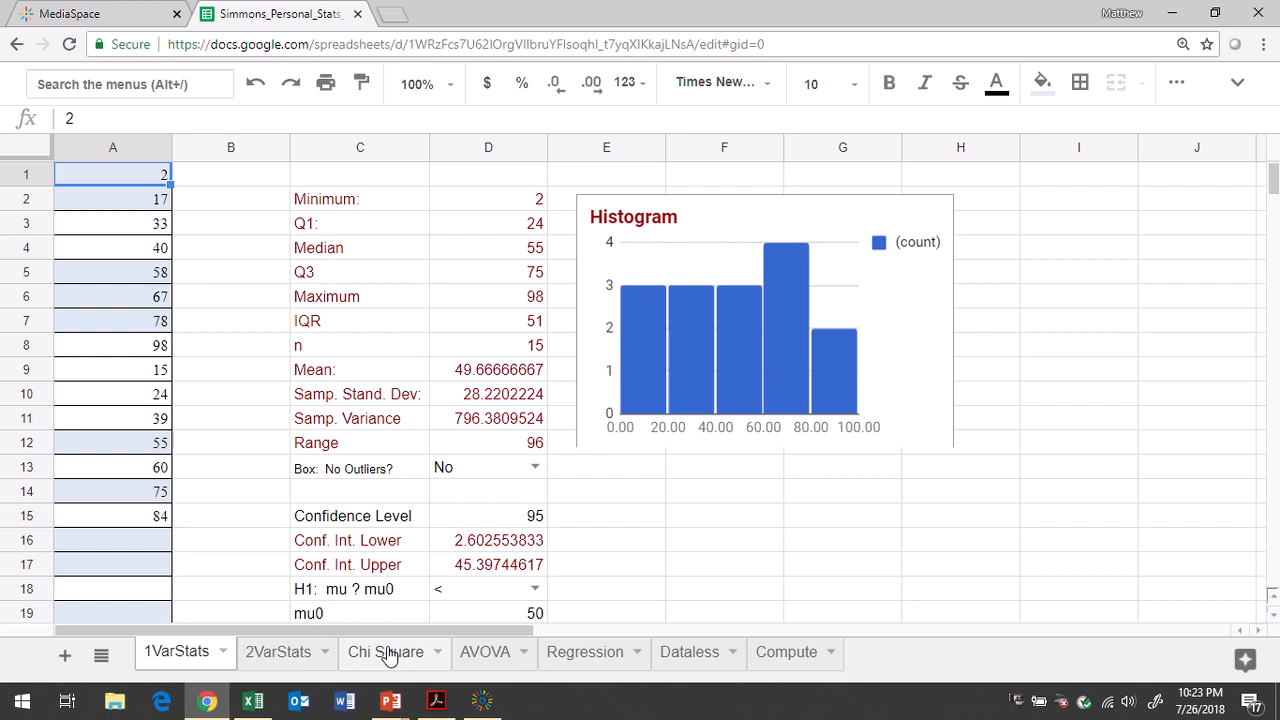 MediaSpace
Simmons_Personal_Stats_
Matthew
Secure
https://docs.google.com/spreadsheets/d/1WRzFcs7U62IOrgVIIbruYFlsoqhl_t7yqXlKkajLNsA/edit#gid=0
Search the menus (Alt+/)
100%
$ % .0 .00 123
Times New...
10
B I S A
fx 2
A B C D E F G H I J
1 2
2 17 Minimum: 2
3 33 Q1: 24
4 40 Median 55
5 58 Q3 75
6 67 Maximum 98
7 78 IQR 51
8 98 n 15
9 15 Mean: 49.66666667
10 24 Samp. Stand. Dev: 28.2202224
11 39 Samp. Variance 796.3809524
12 55 Range 96
13 60 Box: No Outliers? No
14 75
15 84 Confidence Level 95
16 Conf. Int. Lower 2.602553833
17 Conf. Int. Upper 45.39744617
18 H1: mu ? mu0 <
19 mu0 50
Histogram
(count)
4
3
2
1
0
0.00 20.00 40.00 60.00 80.00 100.00
1VarStats
2VarStats
Chi Square
AVOVA
Regression
Dataless
Compute
10:23 PM
7/26/2018
17